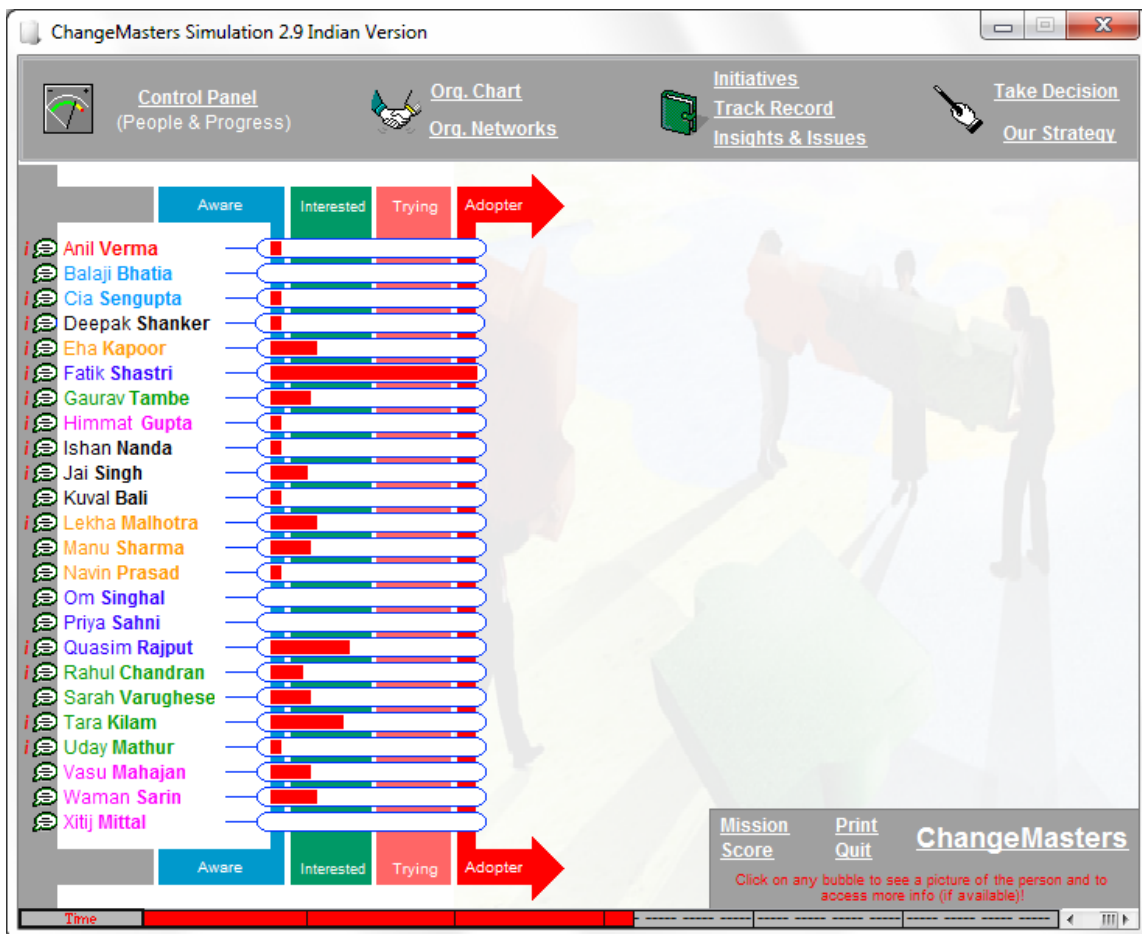 ChangeMasters Simulation 2.9 Indian Version
Control Panel
(People & Progress)
Org. Chart
Org. Networks
Initiatives
Track Record
Insights & Issues
Take Decision
Our Strategy
Aware Interested Trying Adopter
i Anil Verma
Balaji Bhatia
i Cia Sengupta
i Deepak Shanker
i Eha Kapoor
i Fatik Shastri
i Gaurav Tambe
i Himmat Gupta
i Ishan Nanda
i Jai Singh
Kuval Bali
i Lekha Malhotra
Manu Sharma
Navin Prasad
Om Singhal
Priya Sahni
i Quasim Rajput
i Rahul Chandran
Sarah Varughese
i Tara Kilam
i Uday Mathur
Vasu Mahajan
Waman Sarin
Xitij Mittal
Aware Interested Trying Adopter
Mission Print
Score Quit
ChangeMasters
Click on any bubble to see a picture of the person and to
access more info (if available)!
Time